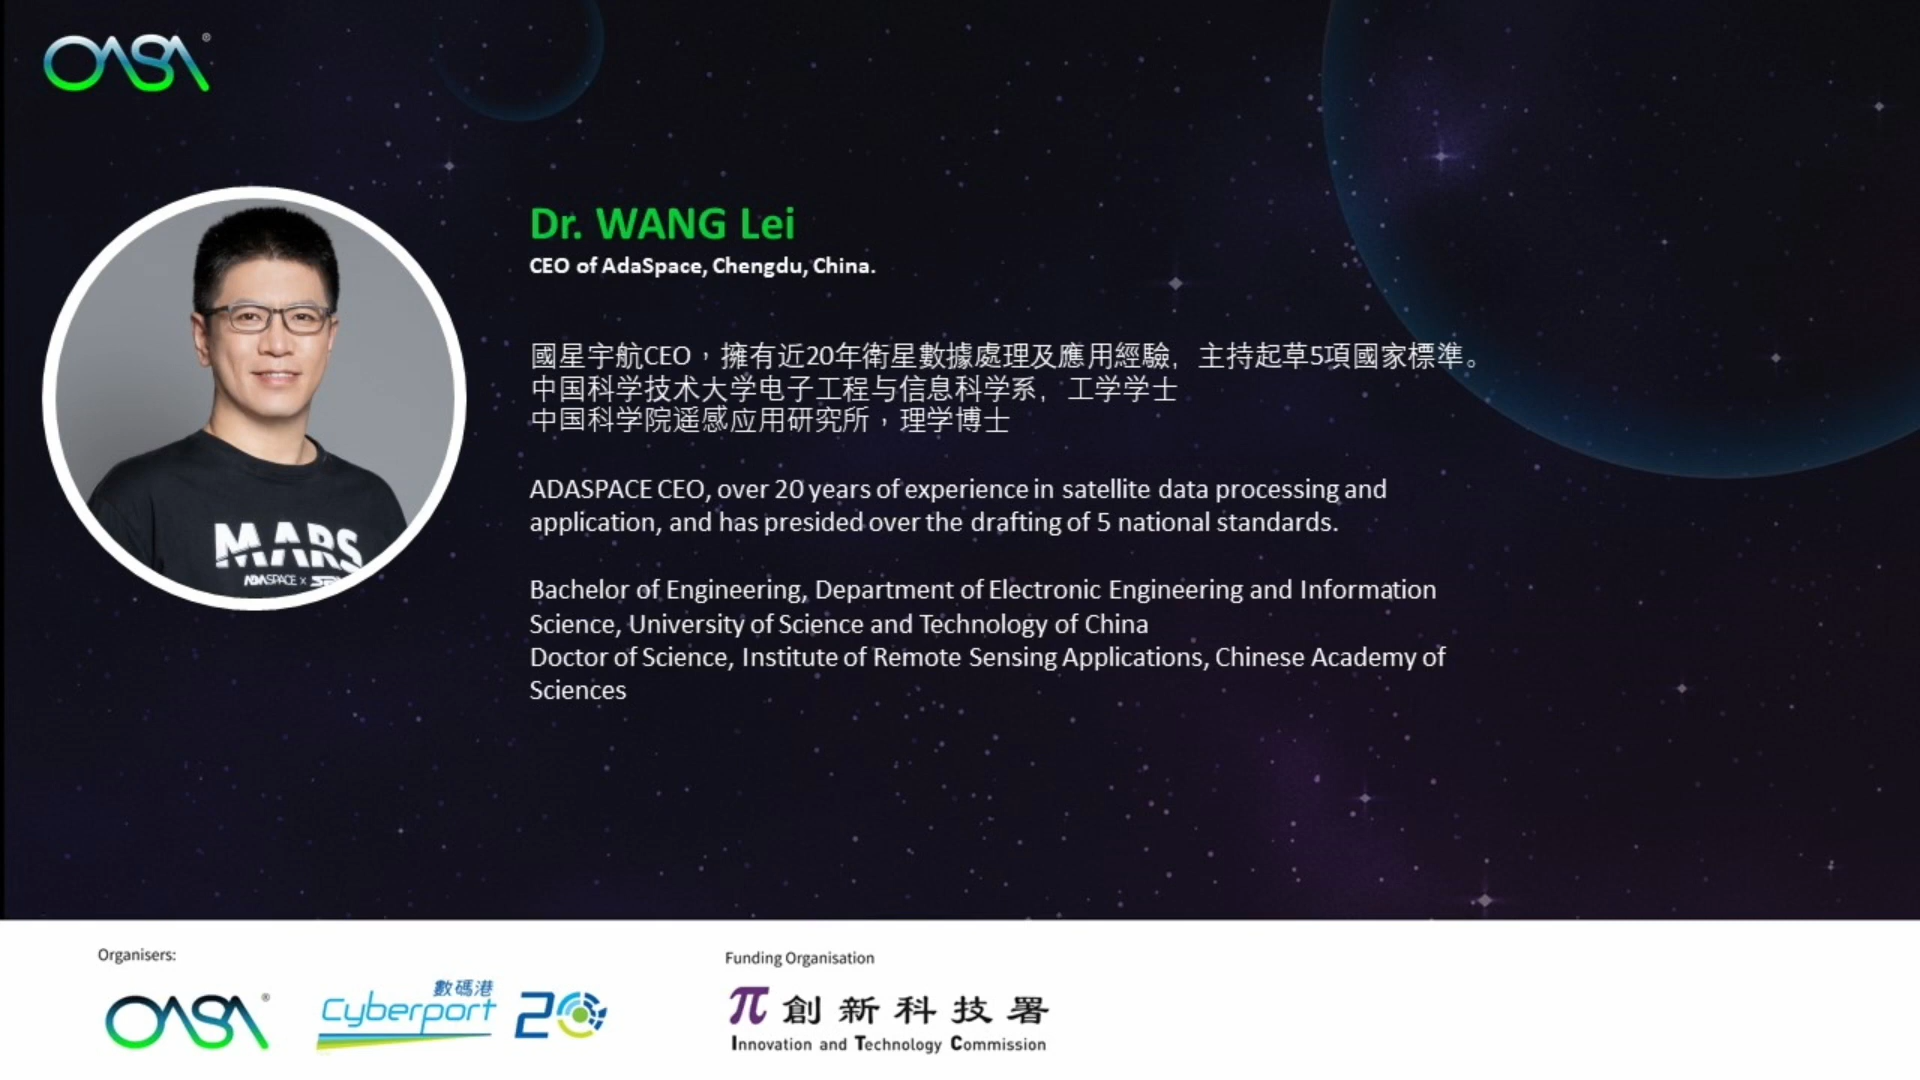 OASA®
Dr. WANG Lei
CEO of AdaSpace, Chengdu, China.
國星宇航CEO，擁有近20年衛星數據處理及應用經驗，主持起草5項國家標準。
中国科学技术大学电子工程与信息科学系，工学学士
中国科学院遥感应用研究所，理学博士
ADASPACE CEO, over 20 years of experience in satellite data processing and
application, and has presided over the drafting of 5 national standards.
Bachelor of Engineering, Department of Electronic Engineering and Information
Science, University of Science and Technology of China
Doctor of Science, Institute of Remote Sensing Applications, Chinese Academy of
Sciences
MARS
ADASPACE ×
Organisers:
OASA®
數碼港
Cyberport 20
Funding Organisation
創新科技署
Innovation and Technology Commission